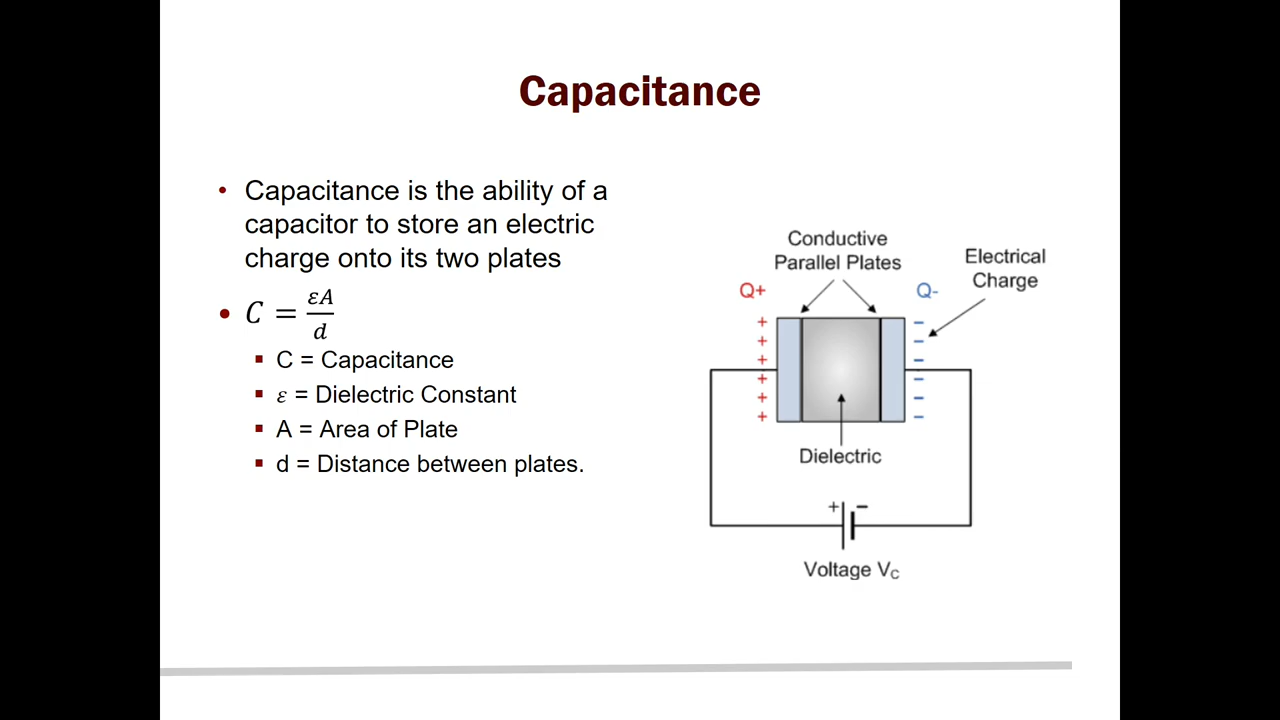 Capacitance
• Capacitance is the ability of a
capacitor to store an electric
charge onto its two plates
• C = εA/d
▪ C = Capacitance
▪ ε = Dielectric Constant
▪ A = Area of Plate
▪ d = Distance between plates.
Conductive
Parallel Plates
Electrical
Charge
Q+
Q-
+ −
+ −
+ −
+ −
+ −
+ −
Dielectric
+ −
Voltage VC